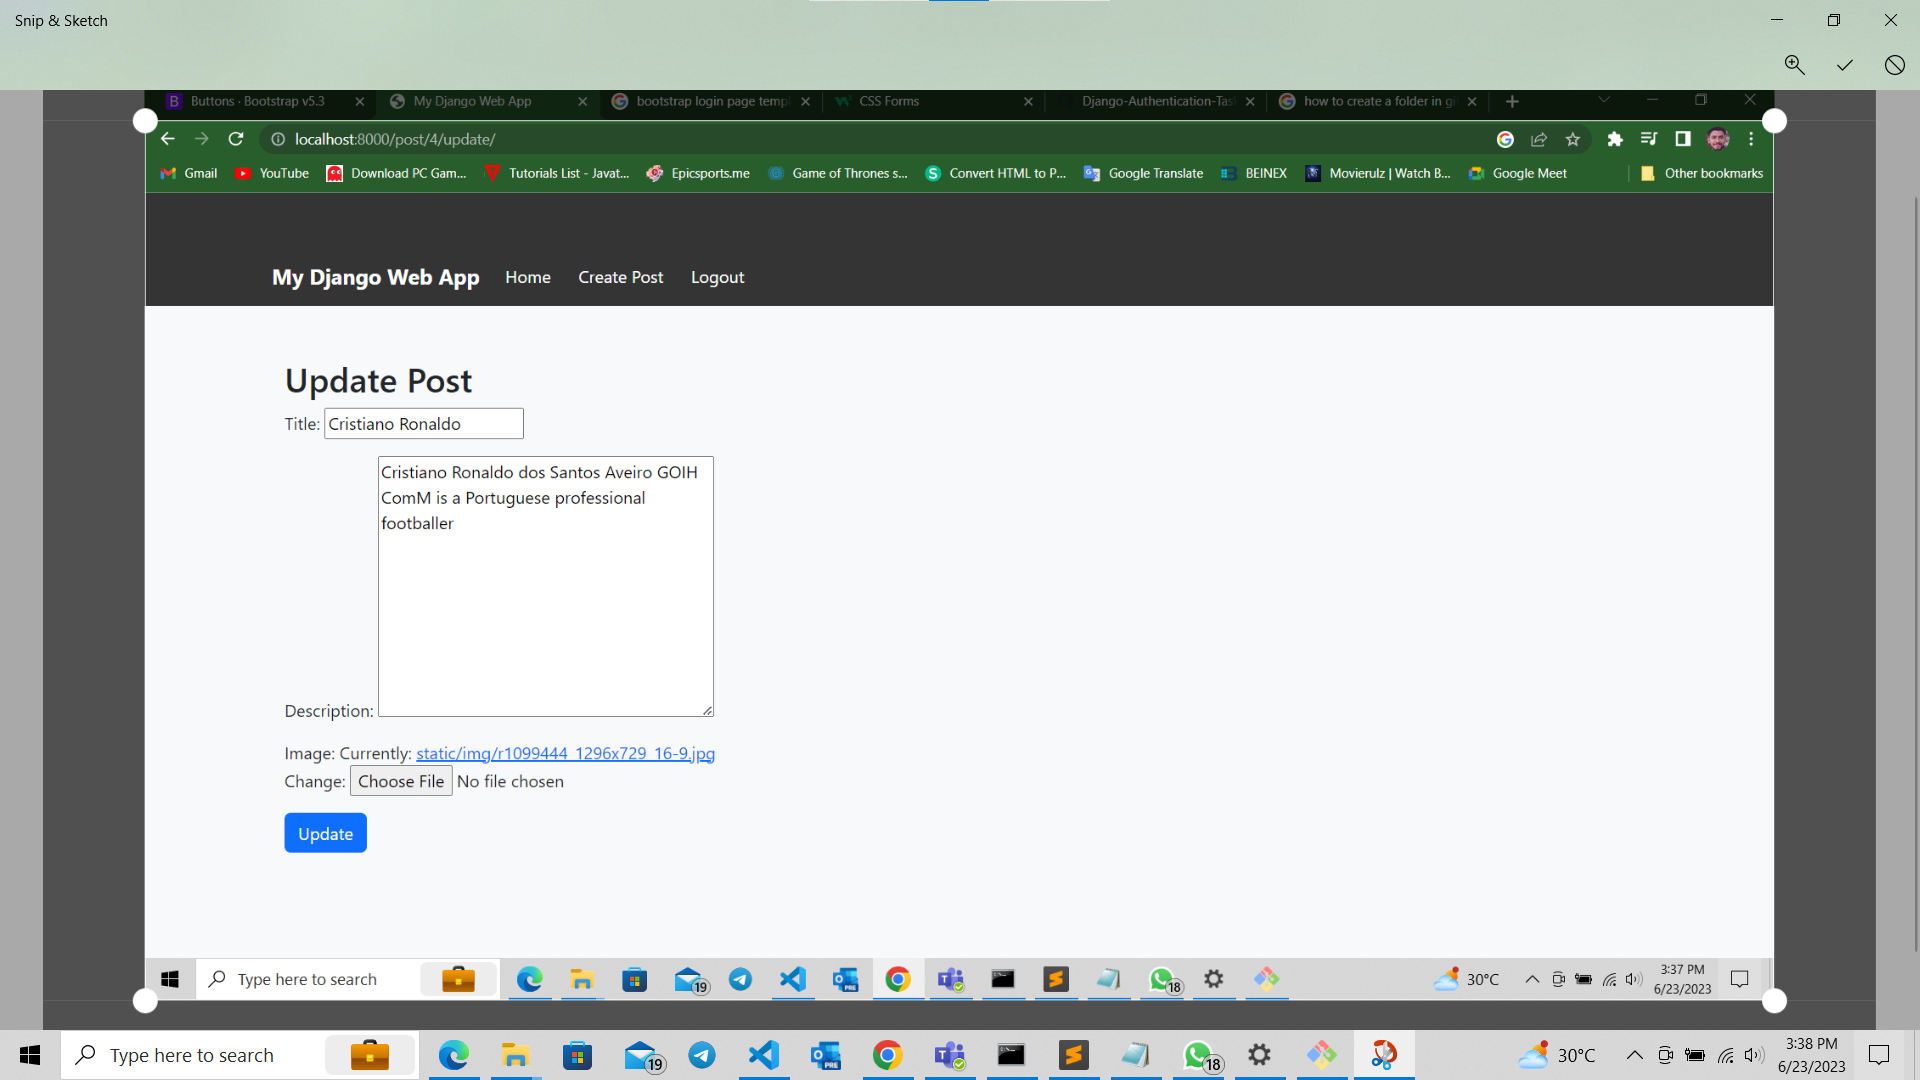 Snip & Sketch
Buttons · Bootstrap v5.3
My Django Web App
bootstrap login page templ
CSS Forms
Django-Authentication-Tas
how to create a folder in gi
localhost:8000/post/4/update/
Gmail
YouTube
Download PC Gam...
Tutorials List - Javat...
Epicsports.me
Game of Thrones s...
Convert HTML to P...
Google Translate
BEINEX
Movierulz | Watch B...
Google Meet
Other bookmarks
My Django Web App
Home
Create Post
Logout
Update Post
Title: Cristiano Ronaldo
Cristiano Ronaldo dos Santos Aveiro GOIH
ComM is a Portuguese professional
footballer
Description:
Image: Currently: static/img/r1099444_1296x729_16-9.jpg
Change: Choose File No file chosen
Update
Type here to search
19
PRE
18
30°C
3:37 PM
6/23/2023
Type here to search
19
PRE
18
30°C
3:38 PM
6/23/2023